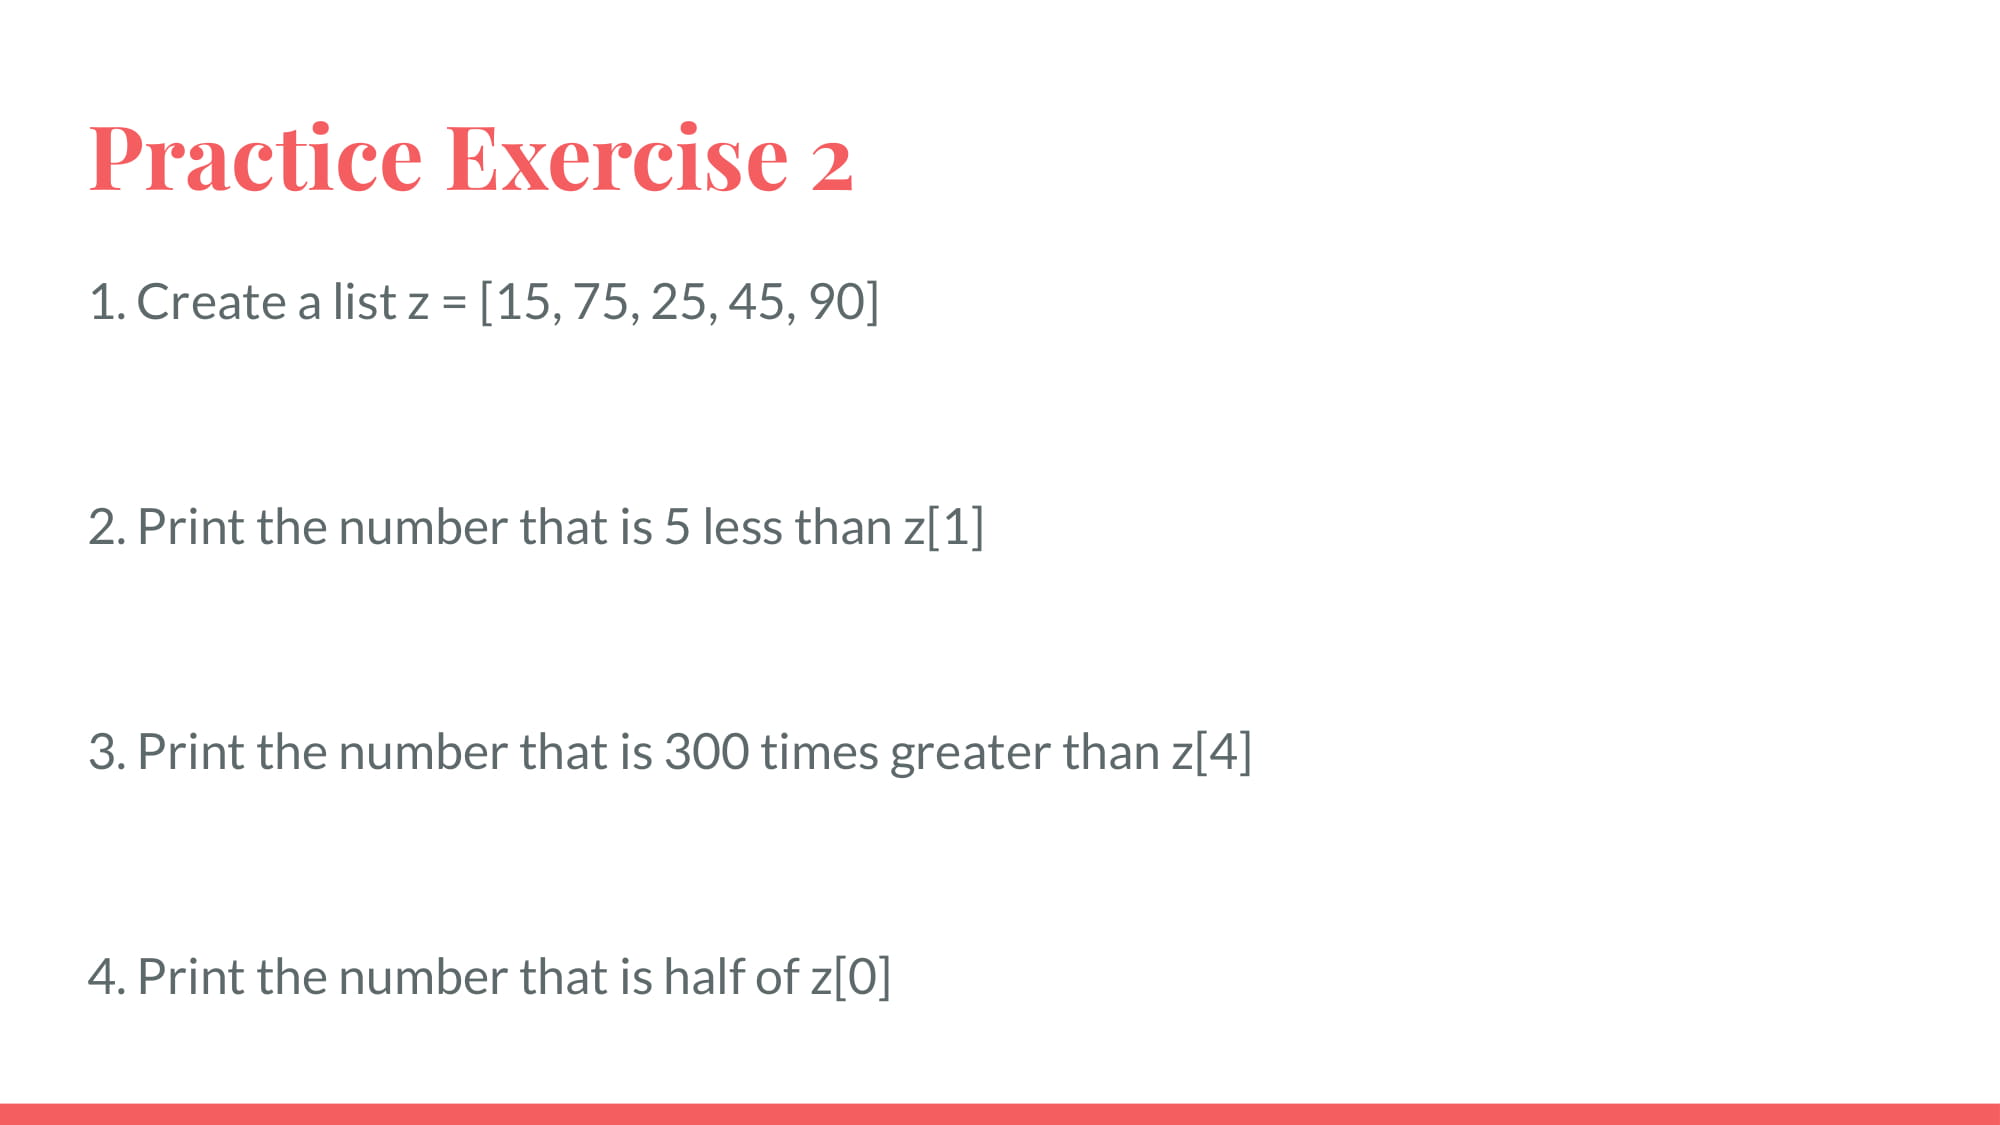 Practice Exercise 2
1. Create a list z = [15, 75, 25, 45, 90]
2. Print the number that is 5 less than z[1]
3. Print the number that is 300 times greater than z[4]
4. Print the number that is half of z[0]